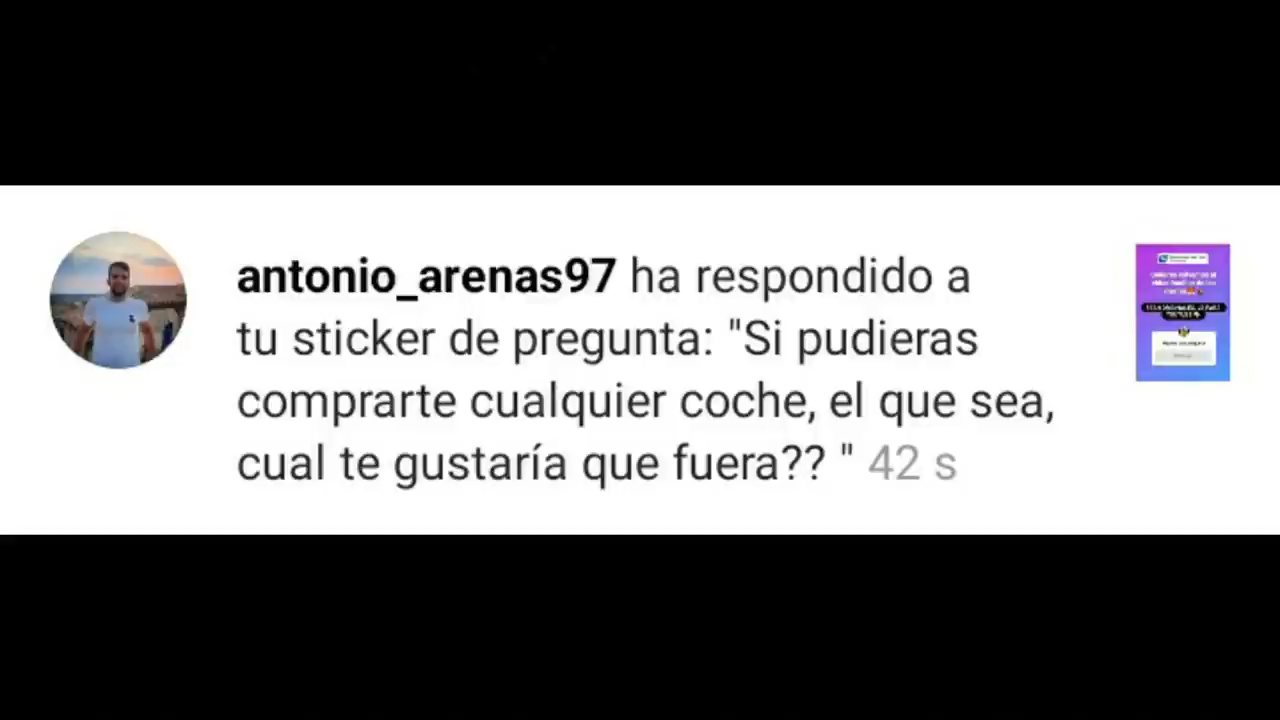 antonio_arenas97 ha respondido a
tu sticker de pregunta: "Si pudieras
comprarte cualquier coche, el que sea,
cual te gustaría que fuera?? " 42 s